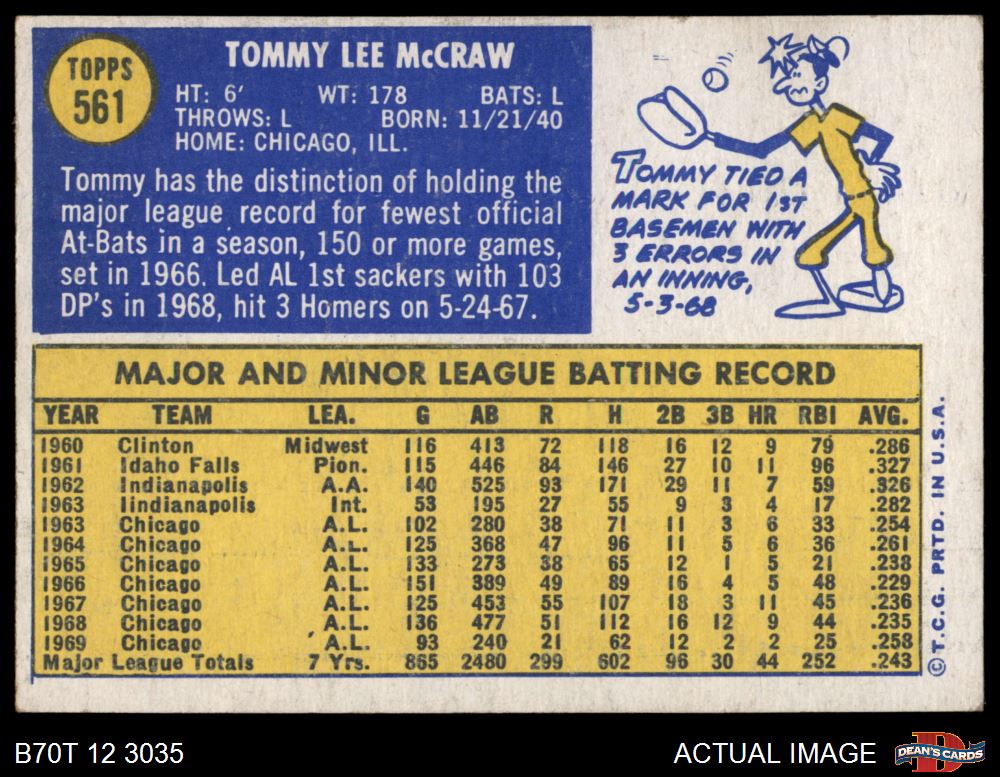 TOPPS
561
TOMMY LEE McCRAW
HT: 6' WT: 178 BATS: L
THROWS: L BORN: 11/21/40
HOME: CHICAGO, ILL.
Tommy has the distinction of holding the
major league record for fewest official
At-Bats in a season, 150 or more games,
set in 1966. Led AL 1st sackers with 103
DP's in 1968, hit 3 Homers on 5-24-67.
TOMMY TIED A
MARK FOR 1ST
BASEMEN WITH
3 ERRORS IN
AN INNING,
5-3-68
MAJOR AND MINOR LEAGUE BATTING RECORD
YEAR TEAM LEA. G AB R H 2B 3B HR RBI AVG.
1960 Clinton Midwest 116 413 72 118 16 12 9 79 .286
1961 Idaho Falls Pion. 115 446 84 146 27 10 11 96 .327
1962 Indianapolis A.A. 140 525 93 171 29 11 7 59 .326
1963 Iindianapolis Int. 53 195 27 55 9 3 4 17 .282
1963 Chicago A.L. 102 280 38 71 11 3 6 33 .254
1964 Chicago A.L. 125 368 47 96 11 5 6 36 .261
1965 Chicago A.L. 133 273 38 65 12 1 5 21 .238
1966 Chicago A.L. 151 389 49 89 16 4 5 48 .229
1967 Chicago A.L. 125 453 55 107 18 3 11 45 .236
1968 Chicago A.L. 136 477 51 112 16 12 9 44 .235
1969 Chicago A.L. 93 240 21 62 12 2 2 25 .258
Major League Totals 7 Yrs. 865 2480 299 602 96 30 44 252 .243
© T.C.G. PRTD. IN U.S.A.
B70T 12 3035
ACTUAL IMAGE
DEAN'S CARDS